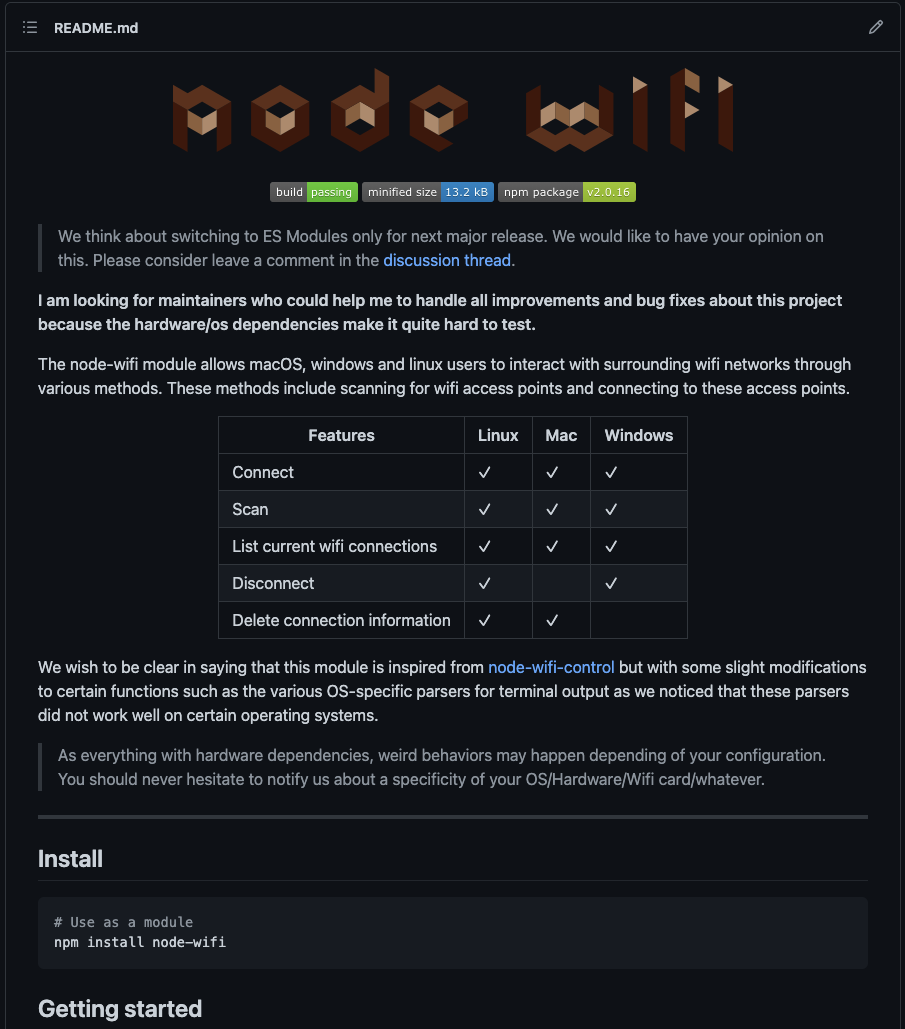 README.md
node wifi
build passing minified size 13.2 kB npm package v2.0.16
We think about switching to ES Modules only for next major release. We would like to have your opinion on
this. Please consider leave a comment in the discussion thread.
I am looking for maintainers who could help me to handle all improvements and bug fixes about this project
because the hardware/os dependencies make it quite hard to test.
The node-wifi module allows macOS, windows and linux users to interact with surrounding wifi networks through
various methods. These methods include scanning for wifi access points and connecting to these access points.
Features Linux Mac Windows
Connect ✓ ✓ ✓
Scan ✓ ✓ ✓
List current wifi connections ✓ ✓ ✓
Disconnect ✓ ✓
Delete connection information ✓ ✓
We wish to be clear in saying that this module is inspired from node-wifi-control but with some slight modifications
to certain functions such as the various OS-specific parsers for terminal output as we noticed that these parsers
did not work well on certain operating systems.
As everything with hardware dependencies, weird behaviors may happen depending of your configuration.
You should never hesitate to notify us about a specificity of your OS/Hardware/Wifi card/whatever.
Install
# Use as a module
npm install node-wifi
Getting started